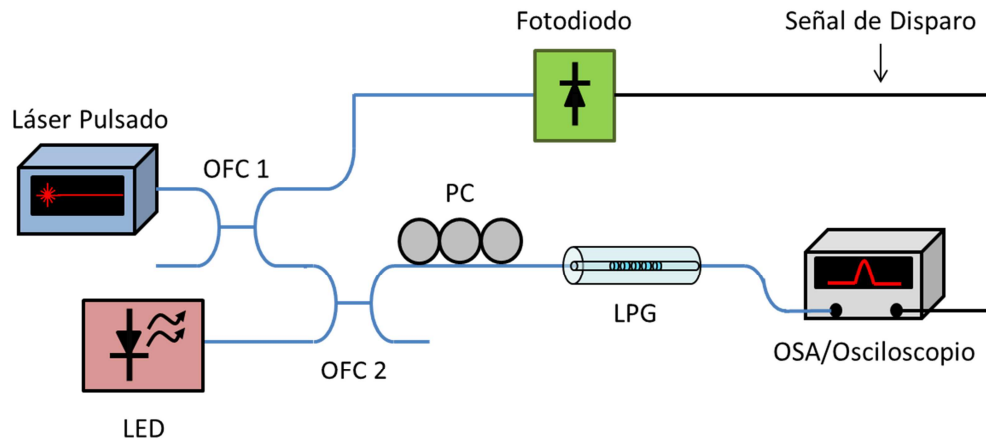 Fotodiodo
Señal de Disparo
Láser Pulsado
OFC 1
PC
LPG
OSA/Osciloscopio
OFC 2
LED